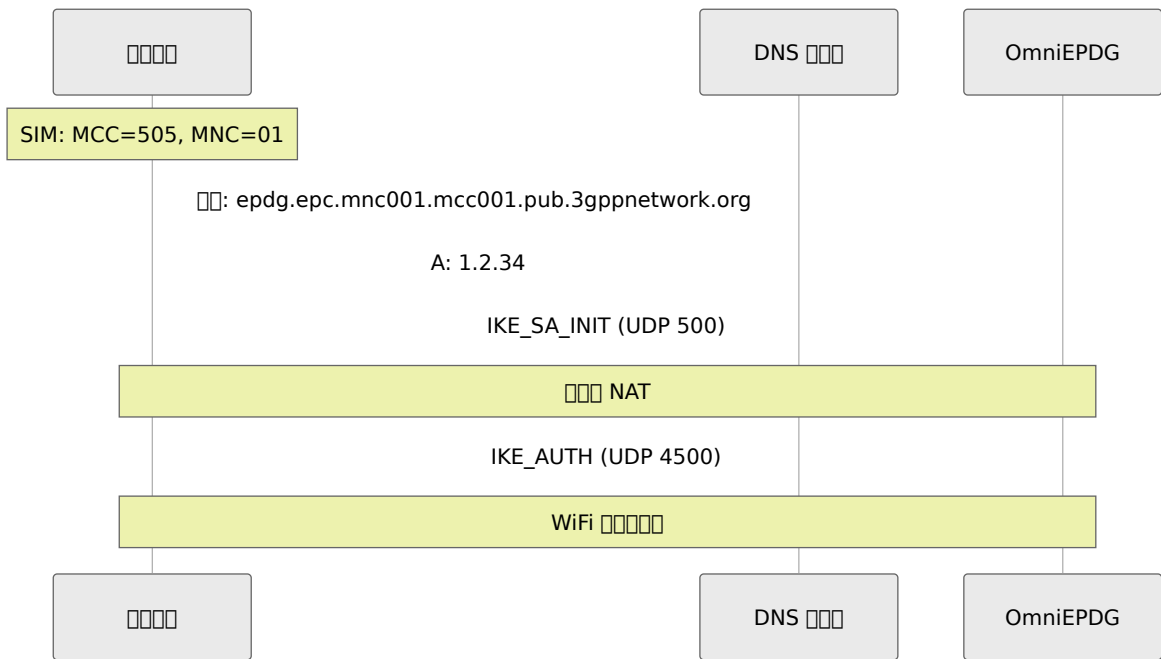 DNS
OmniEPDG
SIM: MCC=505, MNC=01
: epdg.epc.mnc001.mcc001.pub.3gppnetwork.org
A: 1.2.34
IKE_SA_INIT (UDP 500)
NAT
IKE_AUTH (UDP 4500)
WiFi
DNS
OmniEPDG